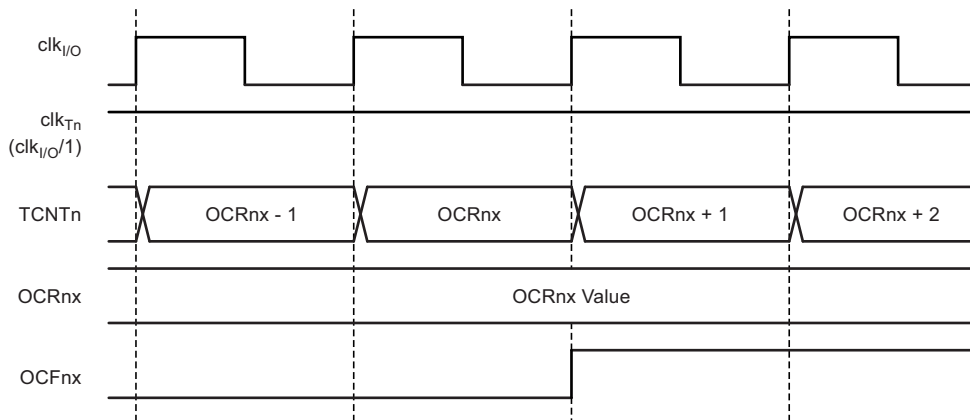 clkI/O
clkTn
(clkI/O/1)
TCNTn
OCRnx - 1
OCRnx
OCRnx + 1
OCRnx + 2
OCRnx
OCRnx Value
OCFnx